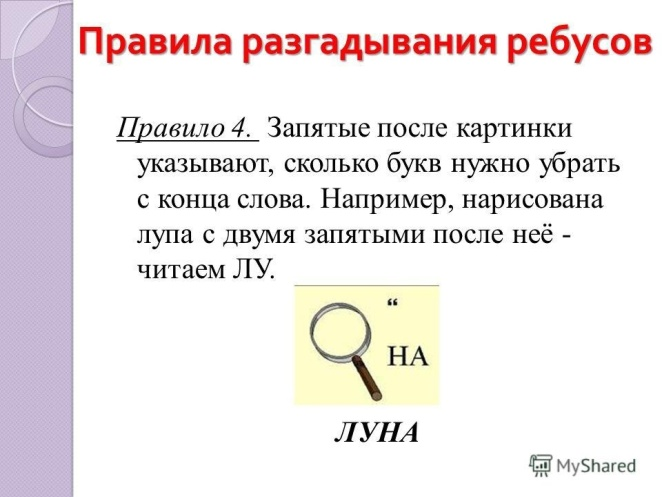 Правила разгадывания ребусов
Правило 4. Запятые после картинки
указывают, сколько букв нужно убрать
с конца слова. Например, нарисована
лупа с двумя запятыми после неё -
читаем ЛУ.
“
НА
ЛУНА
MyShared